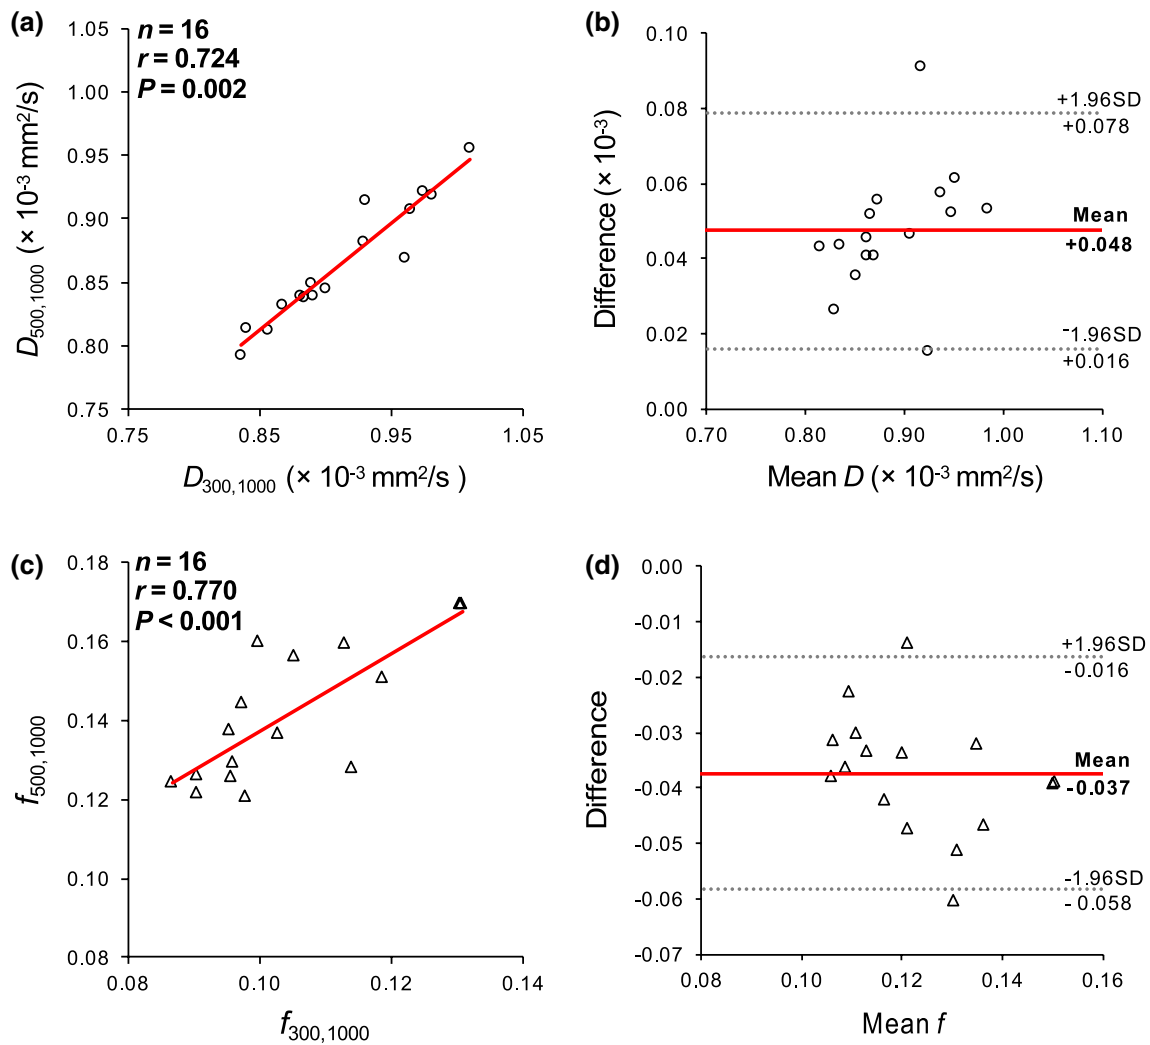 (a)
n = 16
r = 0.724
P = 0.002
1.05
1.00
0.95
0.90
0.85
0.80
0.75
D500,1000 (× 10-3 mm2/s)
0.75 0.85 0.95 1.05
D300,1000 (× 10-3 mm2/s )
(b)
0.10
0.08
0.06
0.04
0.02
0.00
Difference (× 10-3)
+1.96SD
+0.078
Mean
+0.048
-1.96SD
+0.016
0.70 0.80 0.90 1.00 1.10
Mean D (× 10-3 mm2/s)
(c)
n = 16
r = 0.770
P < 0.001
0.18
0.16
0.14
0.12
0.10
0.08
f500,1000
0.08 0.10 0.12 0.14
f300,1000
(d)
0.00
-0.01
-0.02
-0.03
-0.04
-0.05
-0.06
-0.07
Difference
+1.96SD
-0.016
Mean
-0.037
-1.96SD
- 0.058
0.08 0.10 0.12 0.14 0.16
Mean f